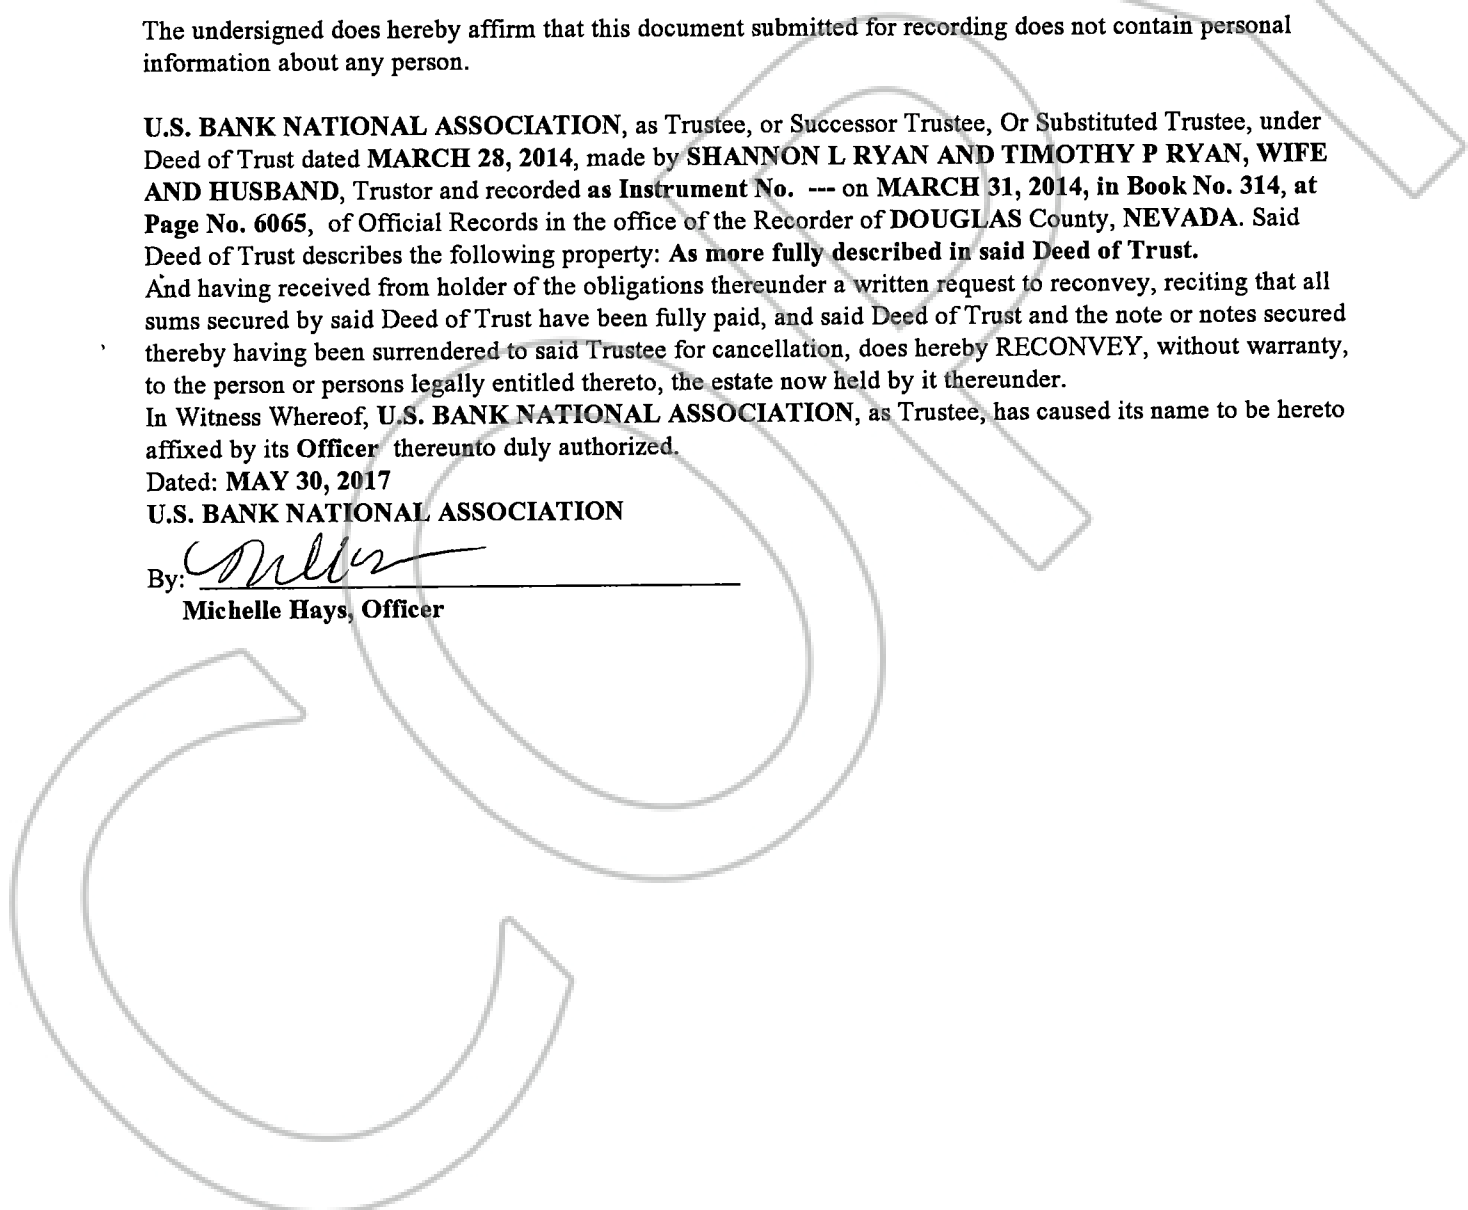 The undersigned does hereby affirm that this document submitted for recording does not contain personal
information about any person.
U.S. BANK NATIONAL ASSOCIATION, as Trustee, or Successor Trustee, Or Substituted Trustee, under
Deed of Trust dated MARCH 28, 2014, made by SHANNON L RYAN AND TIMOTHY P RYAN, WIFE
AND HUSBAND, Trustor and recorded as Instrument No. --- on MARCH 31, 2014, in Book No. 314, at
Page No. 6065, of Official Records in the office of the Recorder of DOUGLAS County, NEVADA. Said
Deed of Trust describes the following property: As more fully described in said Deed of Trust.
And having received from holder of the obligations thereunder a written request to reconvey, reciting that all
sums secured by said Deed of Trust have been fully paid, and said Deed of Trust and the note or notes secured
thereby having been surrendered to said Trustee for cancellation, does hereby RECONVEY, without warranty,
to the person or persons legally entitled thereto, the estate now held by it thereunder.
In Witness Whereof, U.S. BANK NATIONAL ASSOCIATION, as Trustee, has caused its name to be hereto
affixed by its Officer thereunto duly authorized.
Dated: MAY 30, 2017
U.S. BANK NATIONAL ASSOCIATION
By:
Michelle Hays, Officer
COPY